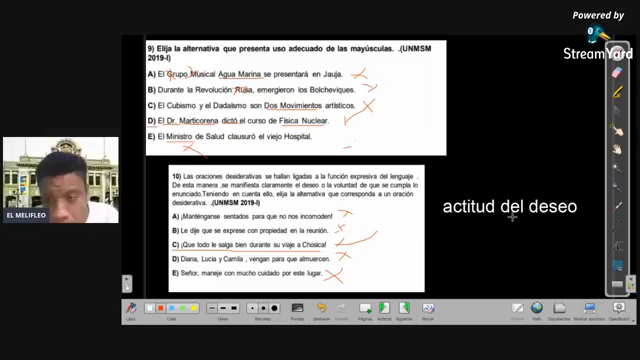 Powered by
StreamYard
9) Elija la alternativa que presenta uso adecuado de las mayúsculas. .(UNMSM
2019-I)
A) El Grupo Musical Agua Marina se presentará en Jauja.
B) Durante la Revolución Rusa, emergieron los Bolcheviques.
C) El Cubismo y el Dadaísmo son Dos Movimientos artísticos.
D) El Dr. Marticorena dictó el curso de Física Nuclear.
E) El Ministro de Salud clausuró el viejo Hospital.
10) Las oraciones desiderativas se hallan ligadas a la función expresiva del lenguaje .
De esta manera ,se manifiesta claramente el deseo o la voluntad de que se cumpla lo
enunciado.Teniendo en cuenta ello, elija la alternativa que corresponda a un oración
desiderativa. .(UNMSM 2019-I)
A) ¡Manténganse sentados para que no nos incomoden!
B) Le dije que se exprese con propiedad en la reunión.
C) ¡Que todo le salga bien durante su viaje a Chosica!
D) Diana, Lucía y Camila, vengan para que almuercen.
E) Señor, maneje con mucho cuidado por este lugar.
actitud del deseo
EL MELIFLEO